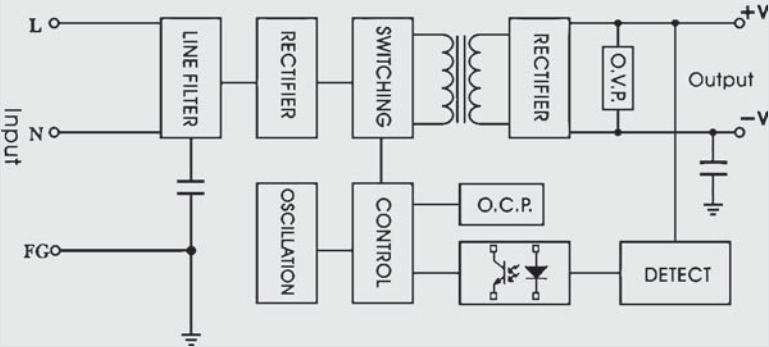 L
LINE FILTER
RECTIFIER
SWITCHING
RECTIFIER
O.V.P.
+V
Output
-V
Input
N
OSCILLATION
CONTROL
O.C.P.
FG
DETECT